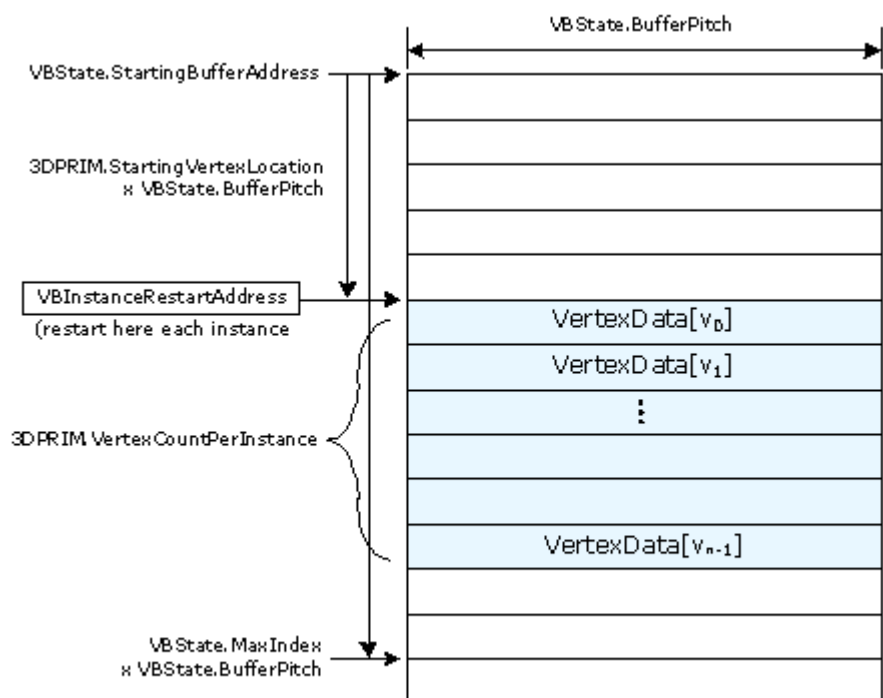 VBState.BufferPitch
VBState.StartingBufferAddress
3DPRIM.StartingVertexLocation
x VBState.BufferPitch
VBInstanceRestartAddress
(restart here each instance
VertexData[v₀]
VertexData[v₁]
⋮
3DPRIM.VertexCountPerInstance
VertexData[vₙ₋₁]
VBState.MaxIndex
x VBState.BufferPitch